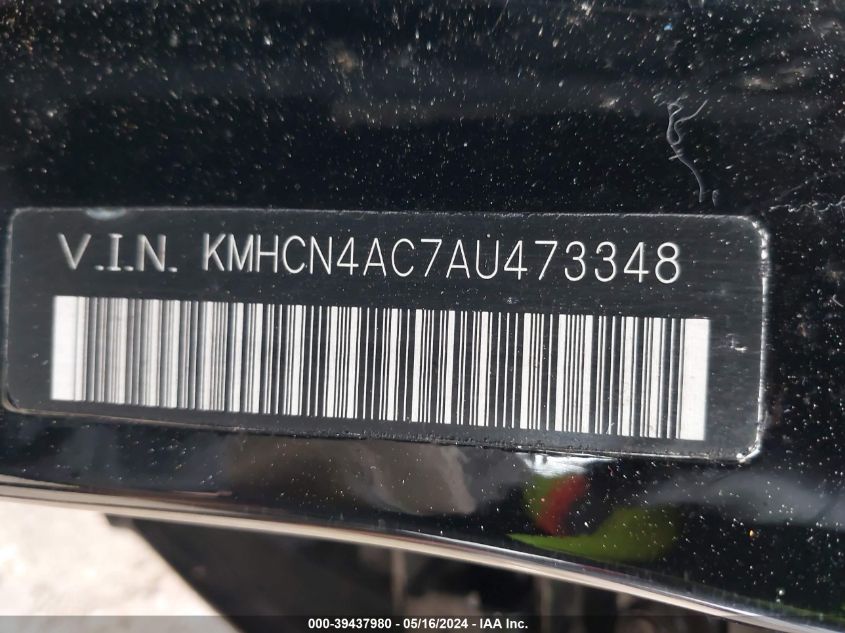 V.I.N. KMHCN4AC7AU473348
000-39437980 - 05/16/2024 - IAA Inc.